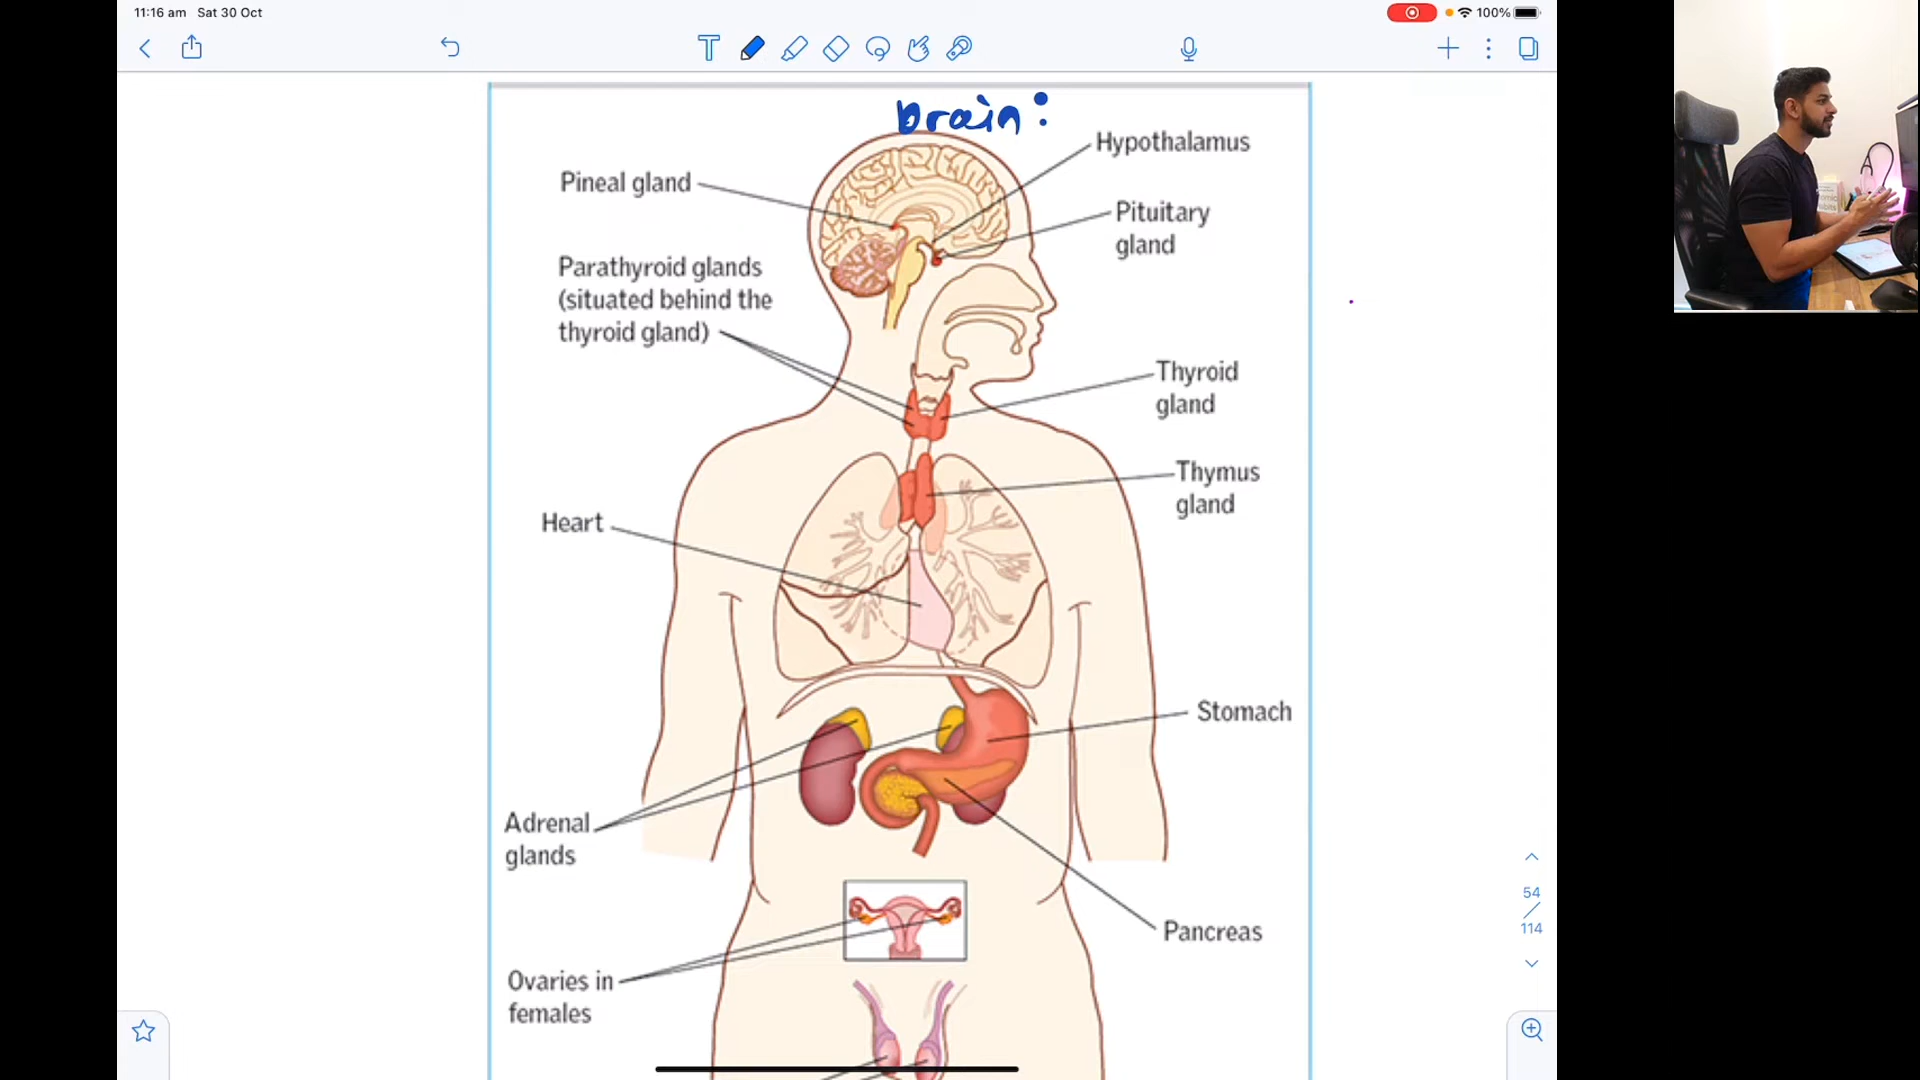 11:16 am Sat 30 Oct
100%
brain:
Hypothalamus
Pineal gland
Pituitary
gland
Parathyroid glands
(situated behind the
thyroid gland)
Thyroid
gland
Thymus
gland
Heart
Stomach
Adrenal
glands
54
114
Pancreas
Ovaries in
females